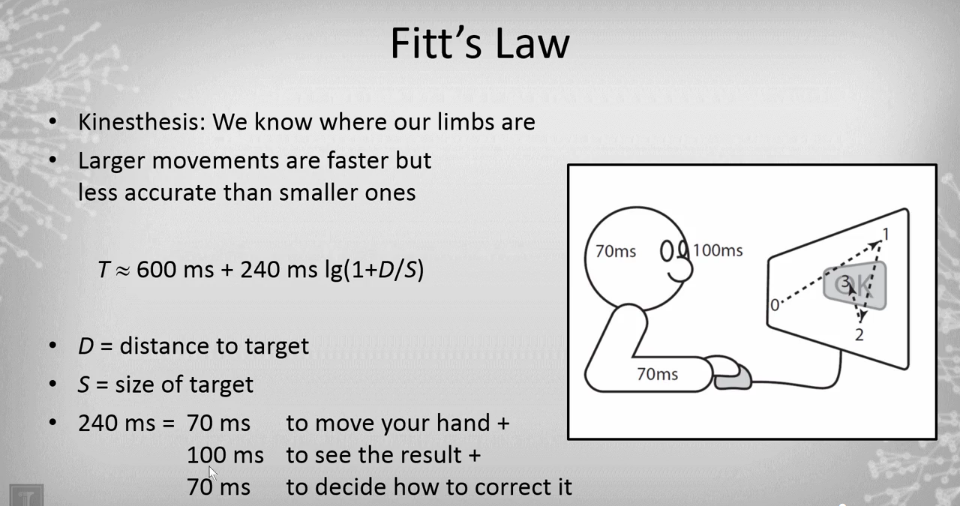 Fitt's Law
• Kinesthesis: We know where our limbs are
• Larger movements are faster but
less accurate than smaller ones
T ≈ 600 ms + 240 ms lg(1+D/S)
• D = distance to target
• S = size of target
• 240 ms = 70 ms to move your hand +
100 ms to see the result +
70 ms to decide how to correct it
70ms
100ms
70ms
0
1
OK
3
2
I